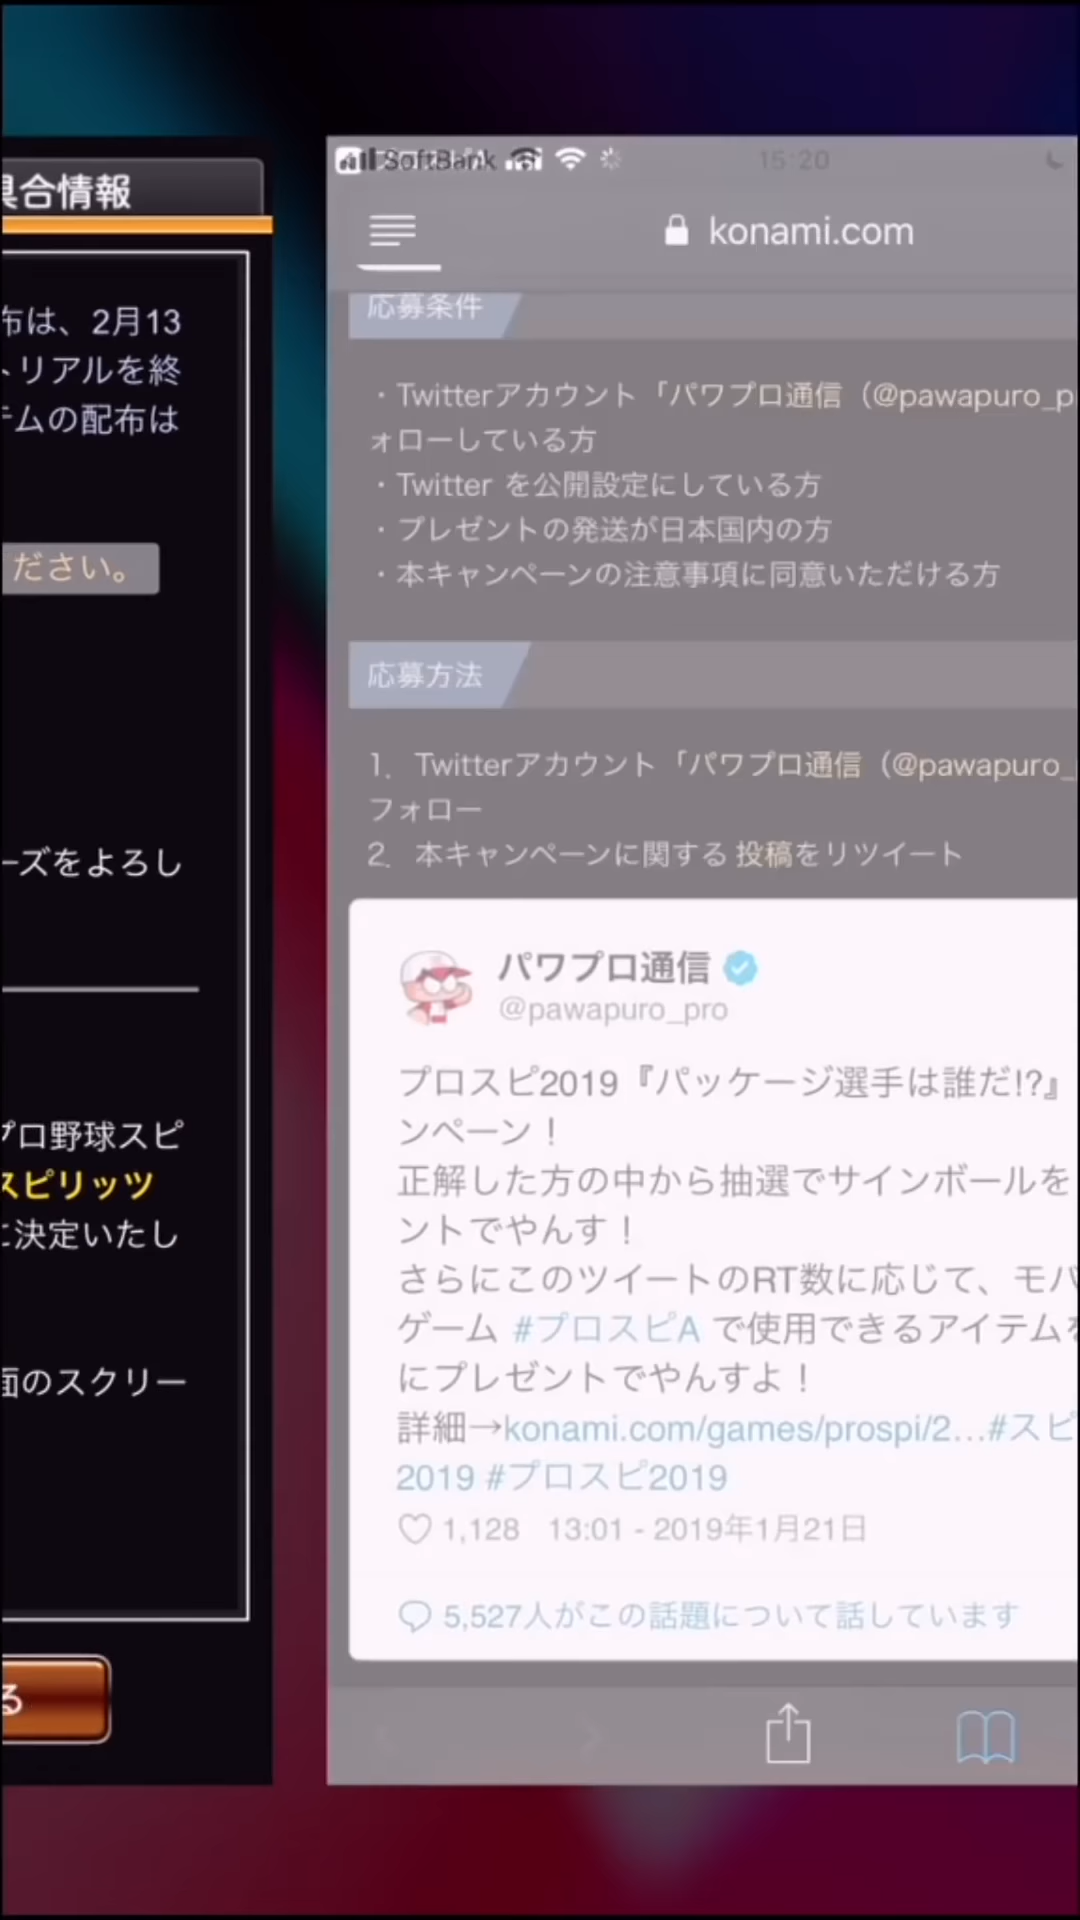 具合情報
布は、2月13
トリアルを終
テムの配布は
ださい。
ーズをよろし
プロ野球スピ
スピリッツ
に決定いたし
面のスクリー
る
SoftBank
15:20
konami.com
応募条件
・Twitterアカウント「パワプロ通信（@pawapuro_p
ォローしている方
・Twitter を公開設定にしている方
・プレゼントの発送が日本国内の方
・本キャンペーンの注意事項に同意いただける方
応募方法
1．Twitterアカウント「パワプロ通信（@pawapuro_
フォロー
2．本キャンペーンに関する 投稿をリツイート
パワプロ通信
@pawapuro_pro
プロスピ2019『パッケージ選手は誰だ!?』
ンペーン！
正解した方の中から抽選でサインボールを
ントでやんす！
さらにこのツイートのRT数に応じて、モバ
ゲーム #プロスピA で使用できるアイテムを
にプレゼントでやんすよ！
詳細→konami.com/games/prospi/2…#スピ
2019 #プロスピ2019
1,128 13:01 - 2019年1月21日
5,527人がこの話題について話しています